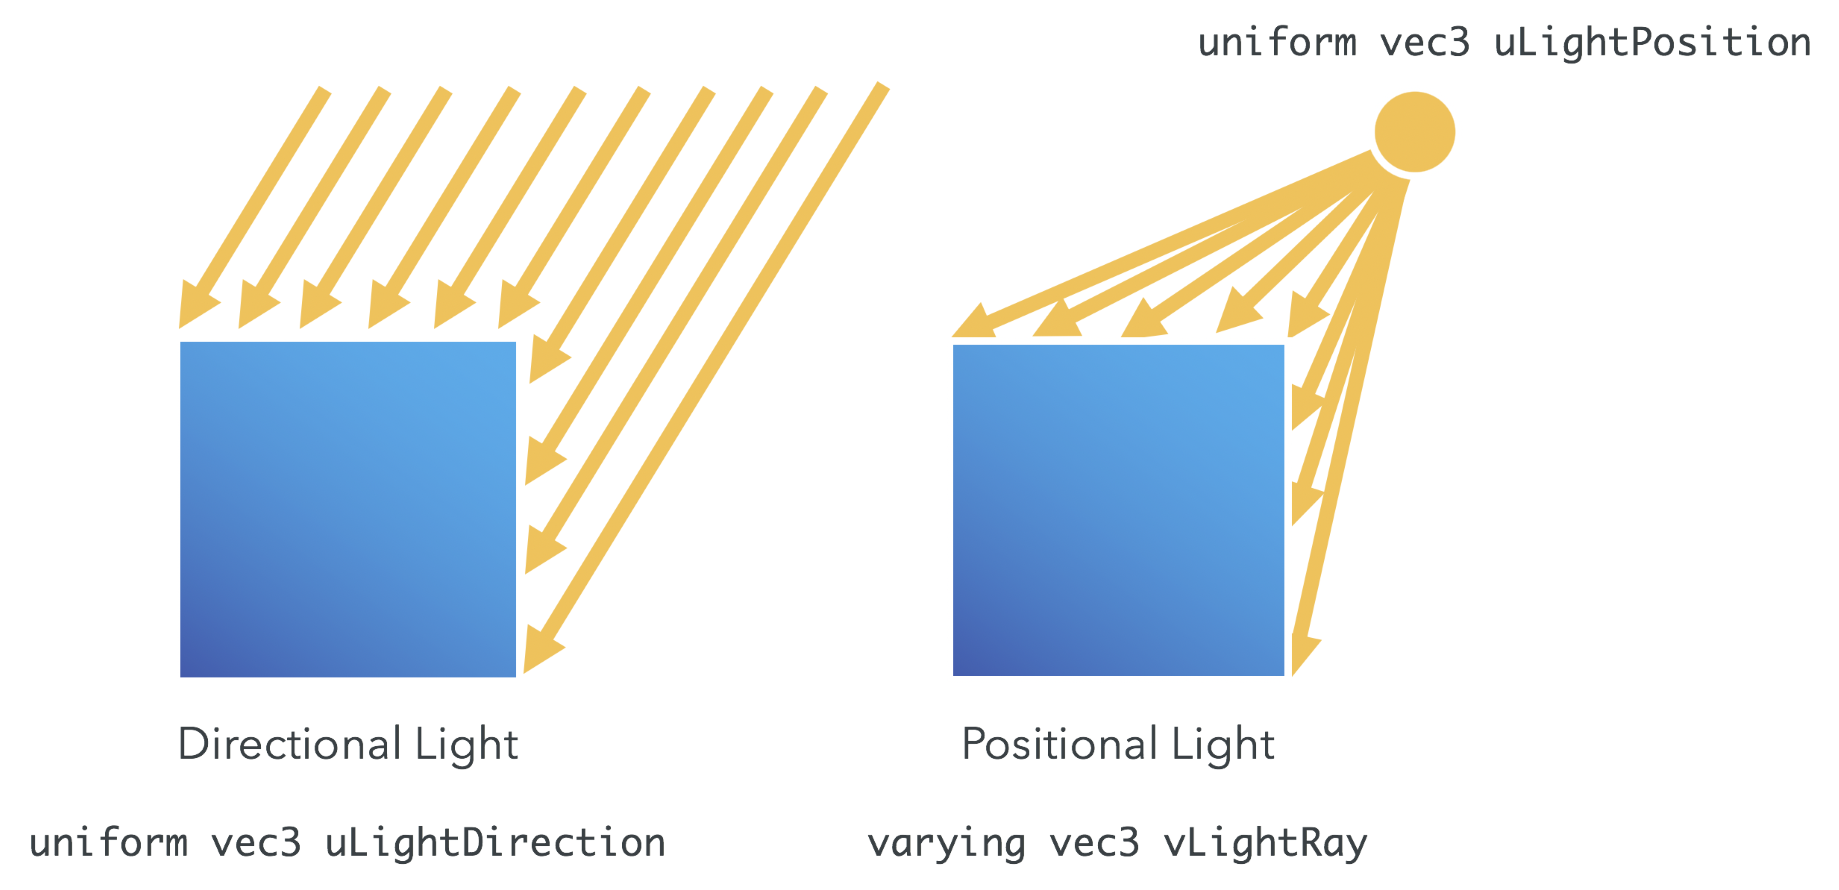 uniform vec3 uLightPosition
Directional Light
Positional Light
uniform vec3 uLightDirection
varying vec3 vLightRay